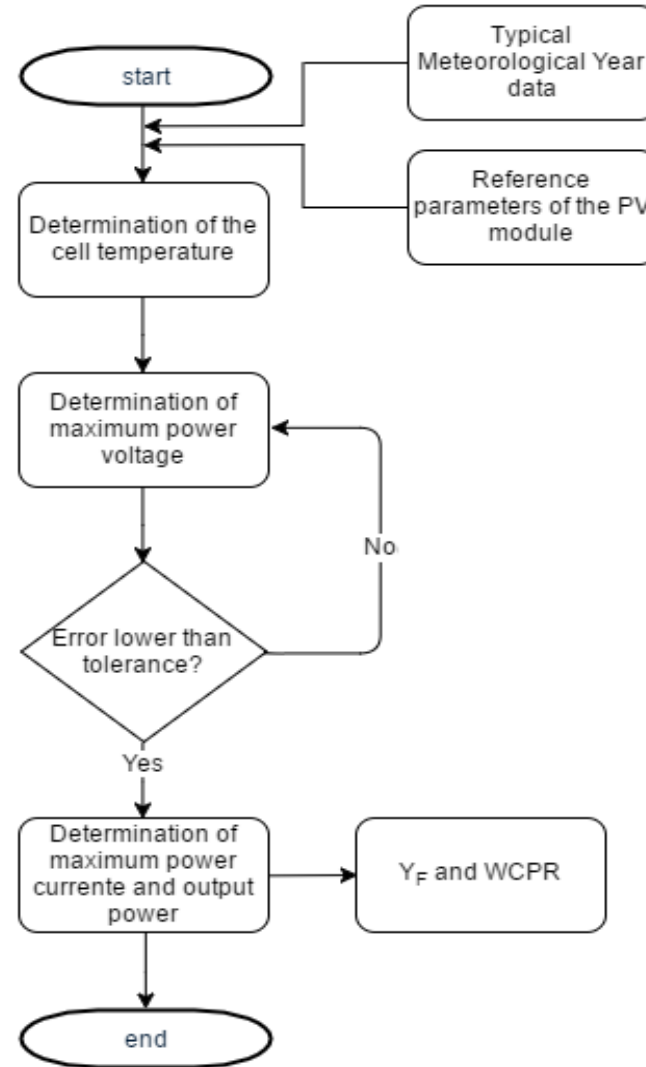 start
Typical
Meteorological Year
data
Reference
parameters of the PV
module
Determination of the
cell temperature
Determination of
maximum power
voltage
No
Error lower than
tolerance?
Yes
Determination of
maximum power
currente and output
power
Y_F and WCPR
end